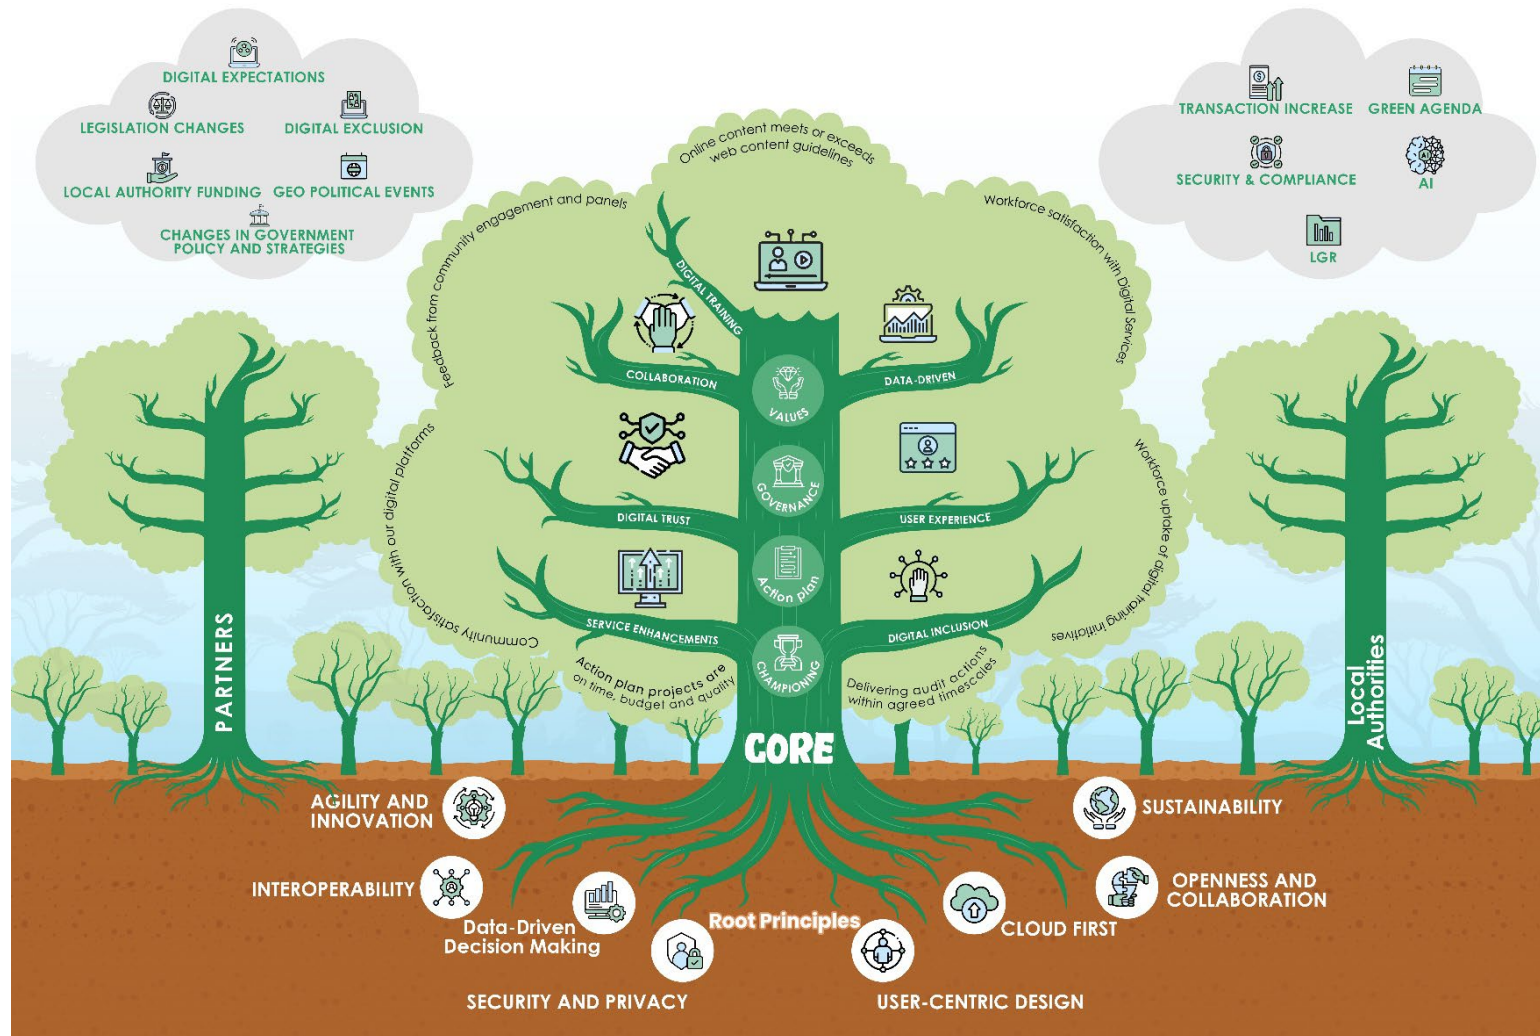 DIGITAL EXPECTATIONS
LEGISLATION CHANGES
DIGITAL EXCLUSION
LOCAL AUTHORITY FUNDING
GEO POLITICAL EVENTS
CHANGES IN GOVERNMENT
POLICY AND STRATEGIES
TRANSACTION INCREASE
GREEN AGENDA
SECURITY & COMPLIANCE
AI
AI
LGR
Online content meets or exceeds
web content guidelines
Feedback from community engagement and panels
Workforce satisfaction with Digital Services
Community satisfaction with our digital platforms
Workforce uptake of digital training initiatives
Action plan projects are
on time, budget and quality
Delivering audit actions
within agreed timescales
DIGITAL TRAINING
COLLABORATION
DATA-DRIVEN
VALUES
DIGITAL TRUST
USER EXPERIENCE
GOVERNANCE
SERVICE ENHANCEMENTS
DIGITAL INCLUSION
Action plan
CHAMPIONING
PARTNERS
Local
Authorities
CORE
AGILITY AND
INNOVATION
SUSTAINABILITY
INTEROPERABILITY
OPENNESS AND
COLLABORATION
Data-Driven
Decision Making
Root Principles
CLOUD FIRST
SECURITY AND PRIVACY
USER-CENTRIC DESIGN